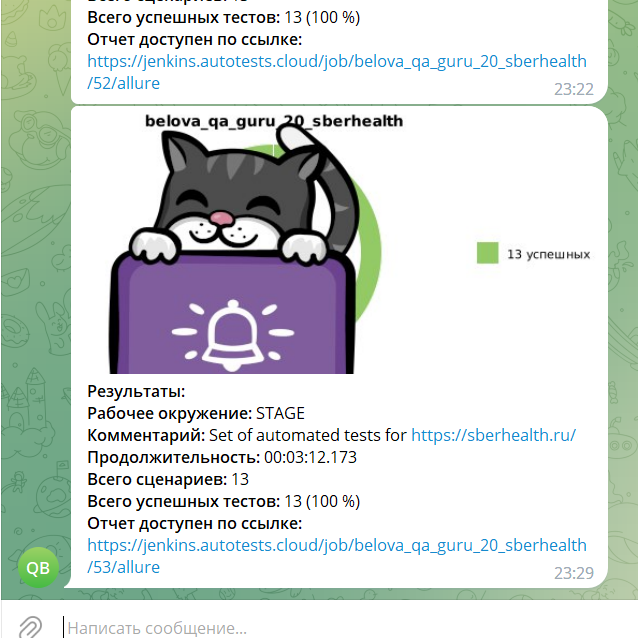 Всего успешных тестов: 13 (100 %)
Отчет доступен по ссылке:
https://jenkins.autotests.cloud/job/belova_qa_guru_20_sberhealth
/52/allure
23:22
belova_qa_guru_20_sberhealth
13 успешных
Результаты:
Рабочее окружение: STAGE
Комментарий: Set of automated tests for https://sberhealth.ru/
Продолжительность: 00:03:12.173
Всего сценариев: 13
Всего успешных тестов: 13 (100 %)
Отчет доступен по ссылке:
https://jenkins.autotests.cloud/job/belova_qa_guru_20_sberhealth
/53/allure
QB
23:29
Написать сообщение...